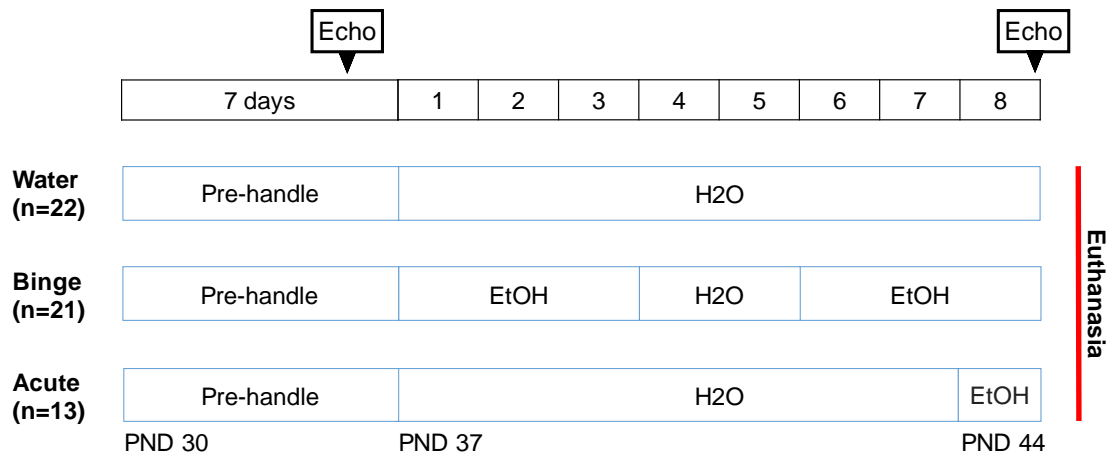 Echo
Echo
7 days 1 2 3 4 5 6 7 8
Water
(n=22)
Pre-handle H2O
Binge
(n=21)
Pre-handle EtOH H2O EtOH
Acute
(n=13)
Pre-handle H2O EtOH
PND 30 PND 37 PND 44
Euthanasia